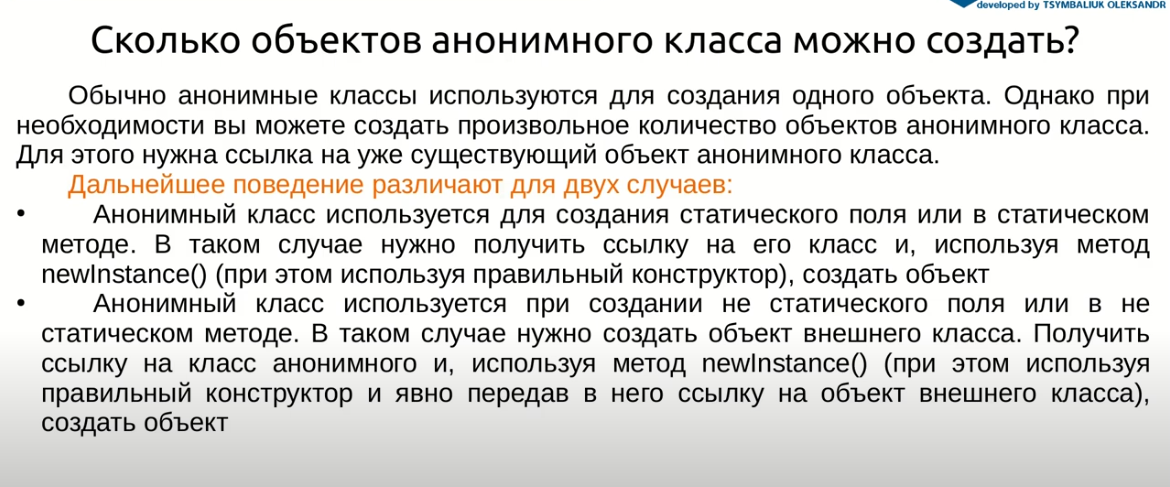 developed by TSYMBALIUK OLEKSANDR
Сколько объектов анонимного класса можно создать?
Обычно анонимные классы используются для создания одного объекта. Однако при
необходимости вы можете создать произвольное количество объектов анонимного класса.
Для этого нужна ссылка на уже существующий объект анонимного класса.
Дальнейшее поведение различают для двух случаев:
• Анонимный класс используется для создания статического поля или в статическом
методе. В таком случае нужно получить ссылку на его класс и, используя метод
newInstance() (при этом используя правильный конструктор), создать объект
• Анонимный класс используется при создании не статического поля или в не
статическом методе. В таком случае нужно создать объект внешнего класса. Получить
ссылку на класс анонимного и, используя метод newInstance() (при этом используя
правильный конструктор и явно передав в него ссылку на объект внешнего класса),
создать объект